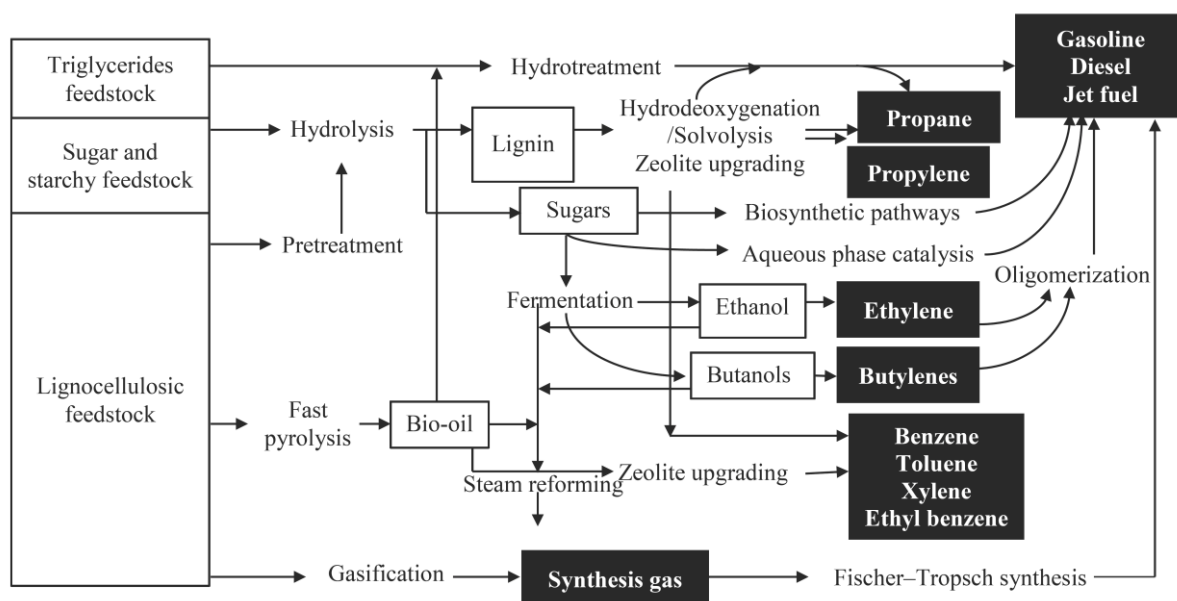 Triglycerides
feedstock
Sugar and
starchy feedstock
Lignocellulosic
feedstock
Hydrotreatment
Gasoline
Diesel
Jet fuel
Hydrolysis
Lignin
Hydrodeoxygenation
/Solvolysis
Zeolite upgrading
Propane
Propylene
Pretreatment
Sugars
Biosynthetic pathways
Aqueous phase catalysis
Oligomerization
Fermentation
Ethanol
Ethylene
Butanols
Butylenes
Fast
pyrolysis
Bio-oil
Steam reforming
Zeolite upgrading
Benzene
Toluene
Xylene
Ethyl benzene
Gasification
Synthesis gas
Fischer–Tropsch synthesis